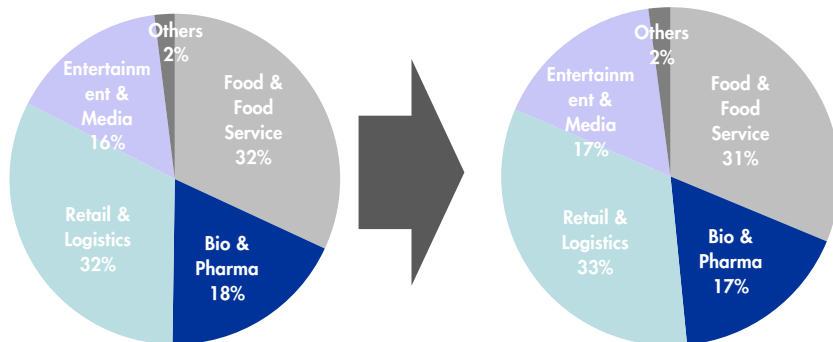 Others
2%
Food &
Food
Service
32%
Bio &
Pharma
18%
Retail &
Logistics
32%
Entertainm
ent &
Media
16%
Others
2%
Food &
Food
Service
31%
Bio &
Pharma
17%
Retail &
Logistics
33%
Entertainm
ent &
Media
17%